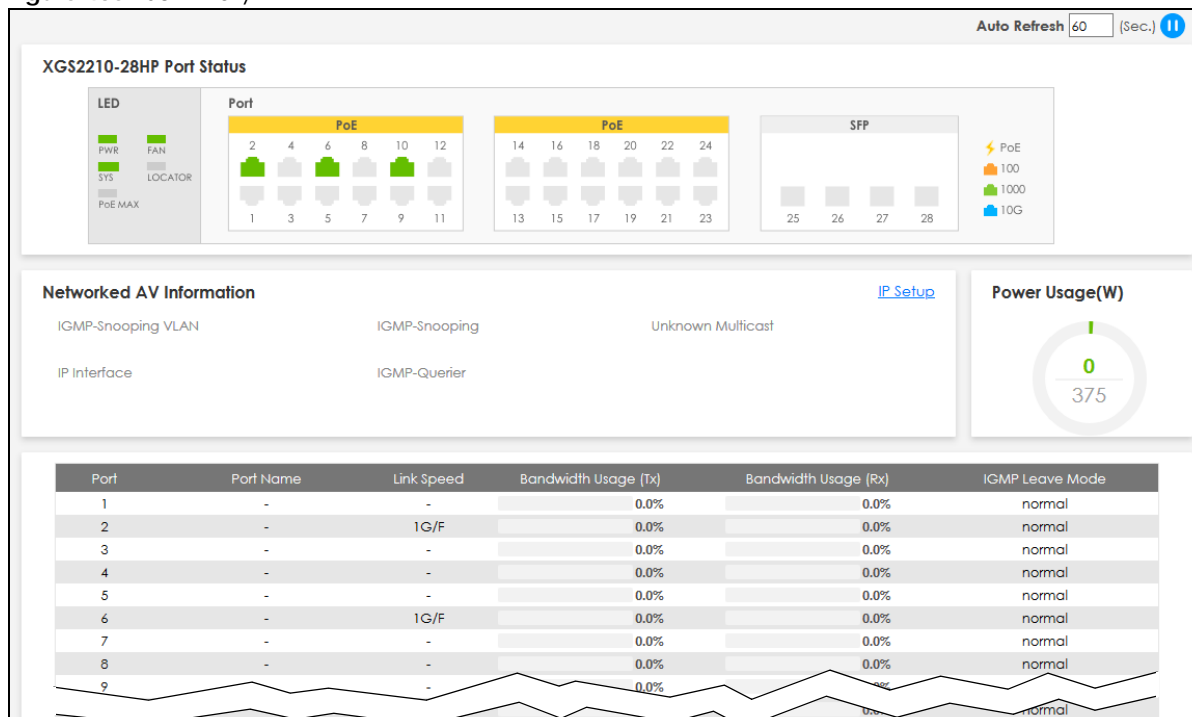 Auto Refresh 60 (Sec.)
XGS2210-28HP Port Status
LED
Port
PWR FAN
SYS LOCATOR
PoE MAX
PoE
2 4 6 8 10 12
1 3 5 7 9 11
PoE
14 16 18 20 22 24
13 15 17 19 21 23
SFP
25 26 27 28
PoE
100
1000
10G
Networked AV Information
IP Setup
IGMP-Snooping VLAN IGMP-Snooping Unknown Multicast
IP Interface IGMP-Querier
Power Usage(W)
0
375
Port Port Name Link Speed Bandwidth Usage (Tx) Bandwidth Usage (Rx) IGMP Leave Mode
1 - - 0.0% 0.0% normal
2 - 1G/F 0.0% 0.0% normal
3 - - 0.0% 0.0% normal
4 - - 0.0% 0.0% normal
5 - - 0.0% 0.0% normal
6 - 1G/F 0.0% 0.0% normal
7 - - 0.0% 0.0% normal
8 - - 0.0% 0.0% normal
9 - 0.0%
normal